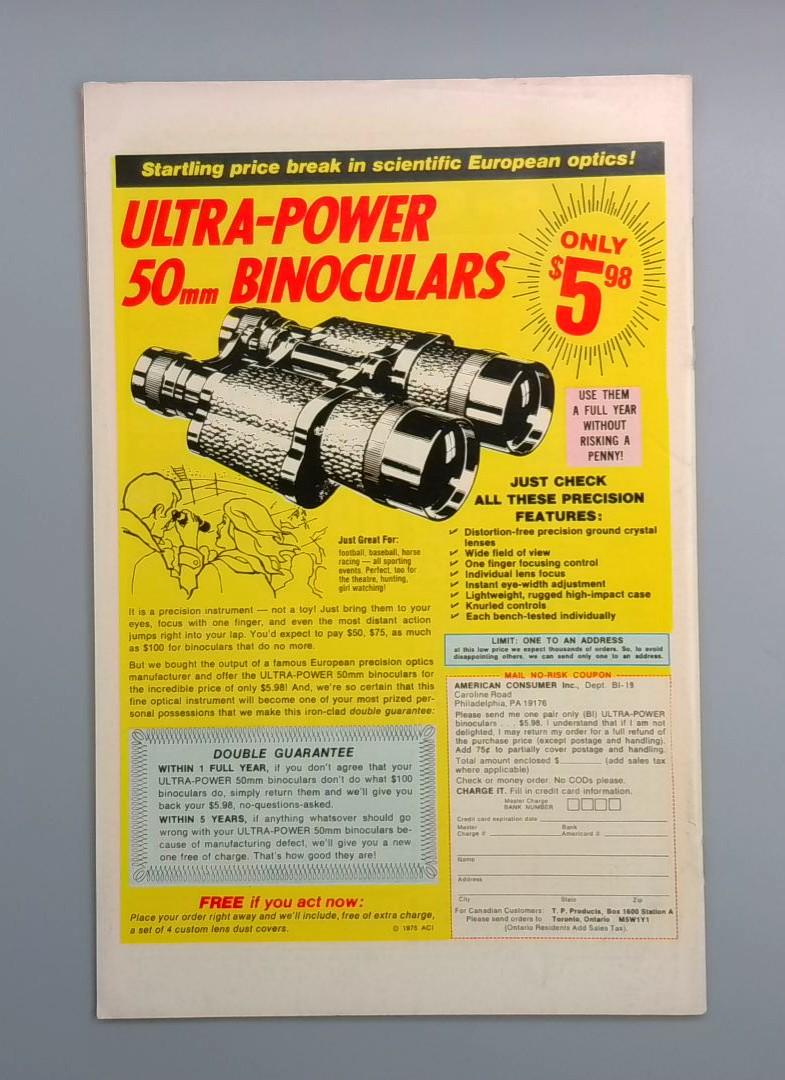 Startling price break in scientific European optics!
ULTRA-POWER
50mm BINOCULARS
ONLY
$5.98
USE THEM
A FULL YEAR
WITHOUT
RISKING A
PENNY!
JUST CHECK
ALL THESE PRECISION
FEATURES:
Distortion-free precision ground crystal
lenses
Wide field of view
One finger focusing control
Individual lens focus
Instant eye-width adjustment
Lightweight, rugged high-impact case
Knurled controls
Each bench-tested individually
Just Great For:
football, baseball, horse
racing — all sporting
events. Perfect, too for
the theatre, hunting,
girl watching!
It is a precision instrument — not a toy! Just bring them to your
eyes, focus with one finger, and even the most distant action
jumps right into your lap. You'd expect to pay $50, $75, as much
as $100 for binoculars that do no more.
But we bought the output of a famous European precision optics
manufacturer and offer the ULTRA-POWER 50mm binoculars for
the incredible price of only $5.98! And, we're so certain that this
fine optical instrument will become one of your most prized per-
sonal possessions that we make this iron-clad double guarantee:
DOUBLE GUARANTEE
WITHIN 1 FULL YEAR, if you don't agree that your
ULTRA-POWER 50mm binoculars don't do what $100
binoculars do, simply return them and we'll give you
back your $5.98, no-questions-asked.
WITHIN 5 YEARS, if anything whatsover should go
wrong with your ULTRA-POWER 50mm binoculars be-
cause of manufacturing defect, we'll give you a new
one free of charge. That's how good they are!
FREE if you act now:
Place your order right away and we'll include, free of extra charge,
a set of 4 custom lens dust covers.
© 1975 ACI
LIMIT: ONE TO AN ADDRESS
at this low price we expect thousands of orders. So, to avoid
disappointing others, we can send only one to an address.
MAIL NO-RISK COUPON
AMERICAN CONSUMER Inc., Dept. BI-19
Caroline Road
Philadelphia, PA 19176
Please send me one pair only (BI) ULTRA-POWER
binoculars . . . $5.98. I understand that if I am not
delighted, I may return my order for a full refund of
the purchase price (except postage and handling).
Add 75¢ to partially cover postage and handling.
Total amount enclosed $______ (add sales tax
where applicable)
Check or money order. No CODs please.
CHARGE IT. Fill in credit card information.
Master Charge
BANK NUMBER
Credit card expiration date
Master Bank
Charge # Americard #
Name
Address
City State Zip
For Canadian Customers: T. P. Products, Box 1600 Station A
Please send orders to Toronto, Ontario M5W1Y1
(Ontario Residents Add Sales Tax).